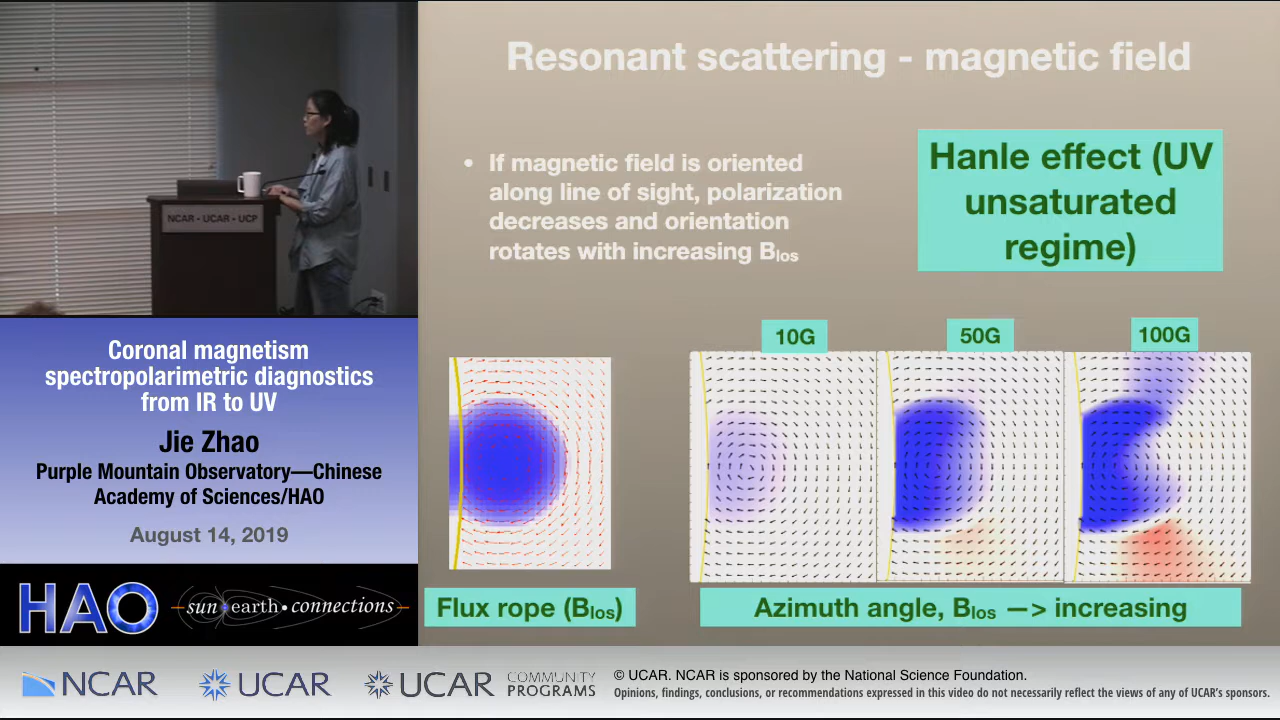 Resonant scattering - magnetic field
• If magnetic field is oriented
along line of sight, polarization
decreases and orientation
rotates with increasing Blos
Hanle effect (UV
unsaturated
regime)
NCAR - UCAR - UCP
10G
50G
100G
Flux rope (Blos)
Azimuth angle, Blos —> increasing
Coronal magnetism
spectropolarimetric diagnostics
from IR to UV
Jie Zhao
Purple Mountain Observatory—Chinese
Academy of Sciences/HAO
August 14, 2019
HAO
sun•earth•connections
NCAR
UCAR
UCAR
COMMUNITY
PROGRAMS
© UCAR. NCAR is sponsored by the National Science Foundation.
Opinions, findings, conclusions, or recommendations expressed in this video do not necessarily reflect the views of any of UCAR's sponsors.